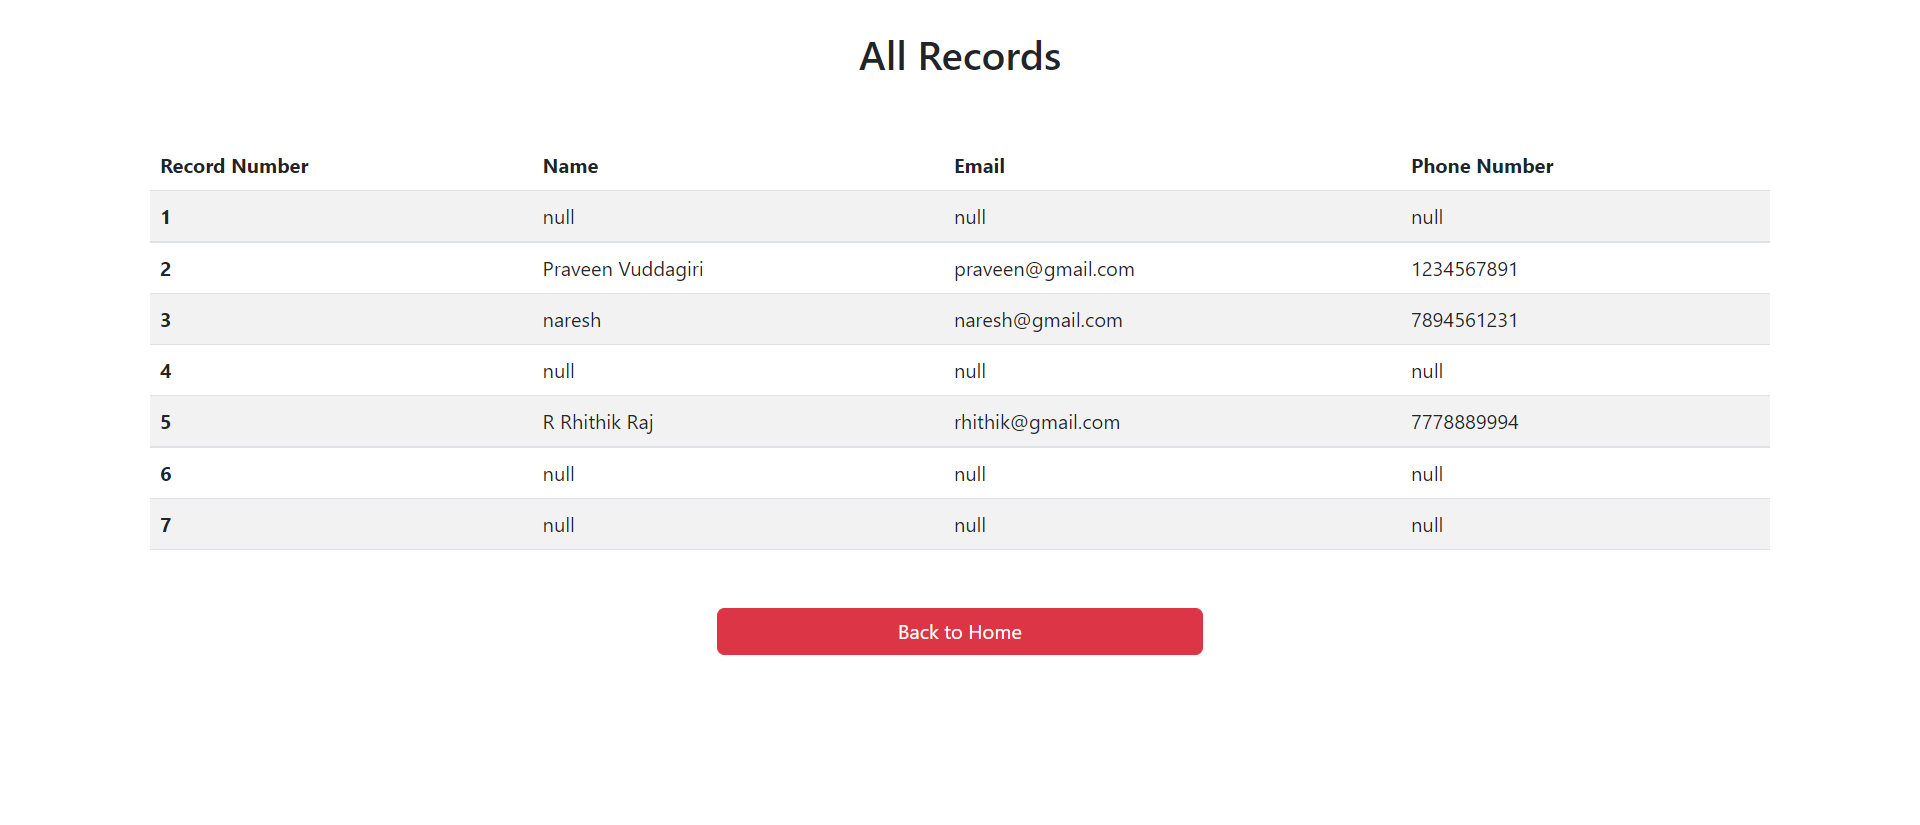 All Records
Record Number Name Email Phone Number
1 null null null
2 Praveen Vuddagiri praveen@gmail.com 1234567891
3 naresh naresh@gmail.com 7894561231
4 null null null
5 R Rhithik Raj rhithik@gmail.com 7778889994
6 null null null
7 null null null
Back to Home